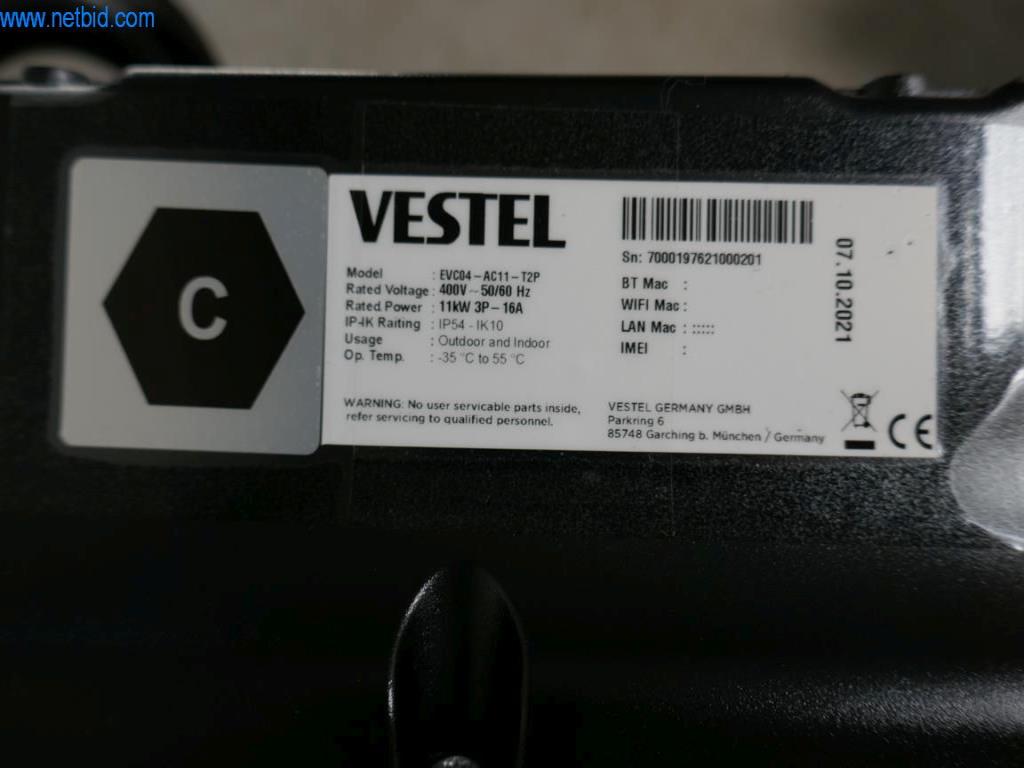 www.netbid.com
C
VESTEL
Model : EVC04-AC11-T2P
Rated Voltage : 400V~50/60 Hz
Rated Power : 11kW 3P-16A
IP-IK Raiting : IP54 - IK10
Usage : Outdoor and Indoor
Op. Temp. : -35 °C to 55 °C
WARNING: No user servicable parts inside,
refer servicing to qualified personnel.
Sn: 7000197621000201
BT Mac :
WIFI Mac :
LAN Mac : :::::
IMEI :
07.10.2021
VESTEL GERMANY GMBH
Parkring 6
85748 Garching b. München / Germany
CE